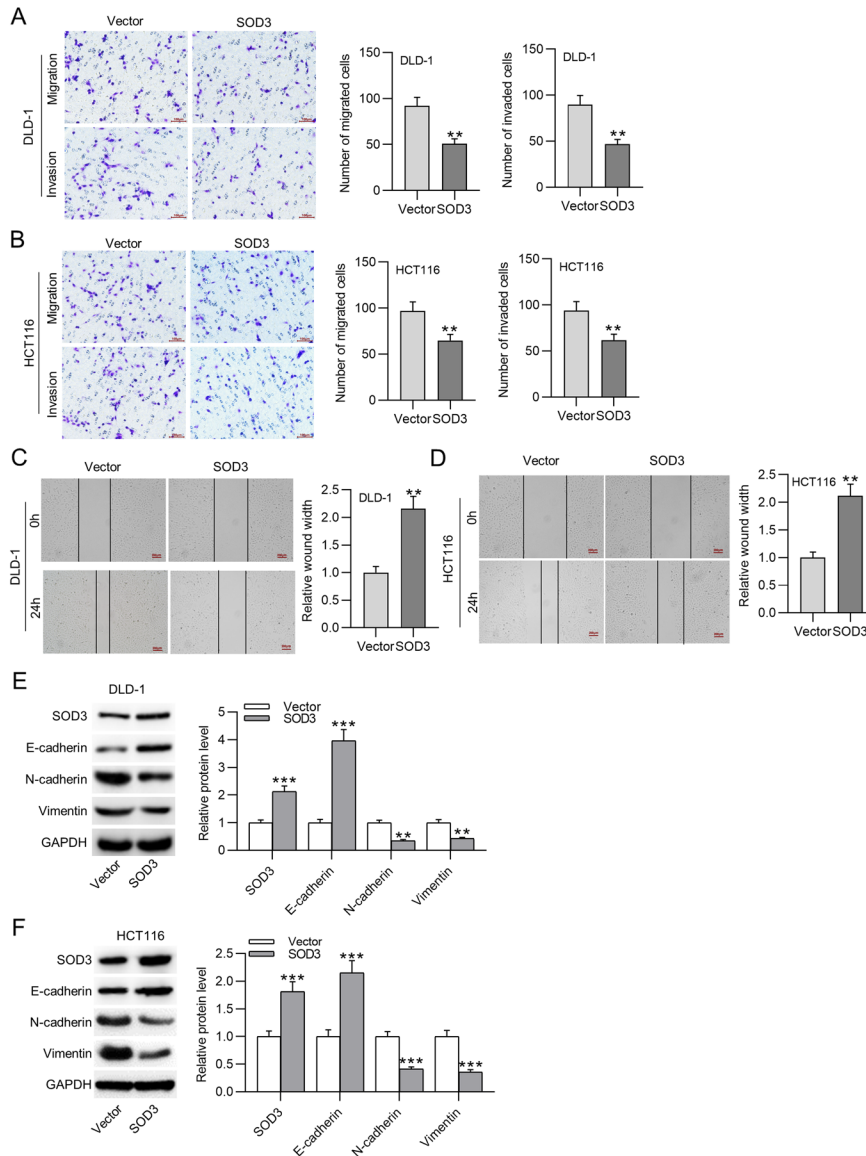 A
Vector SOD3
DLD-1
Migration
Invasion
Number of migrated cells
150
100
50
0
DLD-1
**
Vector SOD3
Number of invaded cells
150
100
50
0
DLD-1
**
Vector SOD3
B
Vector SOD3
HCT116
Migration
Invasion
Number of migrated cells
150
100
50
0
HCT116
**
Vector SOD3
Number of invaded cells
150
100
50
0
HCT116
**
Vector SOD3
C
Vector SOD3
DLD-1
0h
24h
Relative wound width
2.5
2.0
1.5
1.0
0.5
0.0
DLD-1
**
Vector SOD3
D
Vector SOD3
HCT116
0h
24h
Relative wound width
2.5
2.0
1.5
1.0
0.5
0.0
HCT116
**
Vector SOD3
E
DLD-1
SOD3
E-cadherin
N-cadherin
Vimentin
GAPDH
Vector SOD3
Relative protein level
5
4
3
2
1
0
Vector
SOD3
***
***
**
**
SOD3
E-cadherin
N-cadherin
Vimentin
F
HCT116
SOD3
E-cadherin
N-cadherin
Vimentin
GAPDH
Vector SOD3
Relative protein level
2.5
2.0
1.5
1.0
0.5
0.0
Vector
SOD3
***
***
***
***
SOD3
E-cadherin
N-cadherin
Vimentin